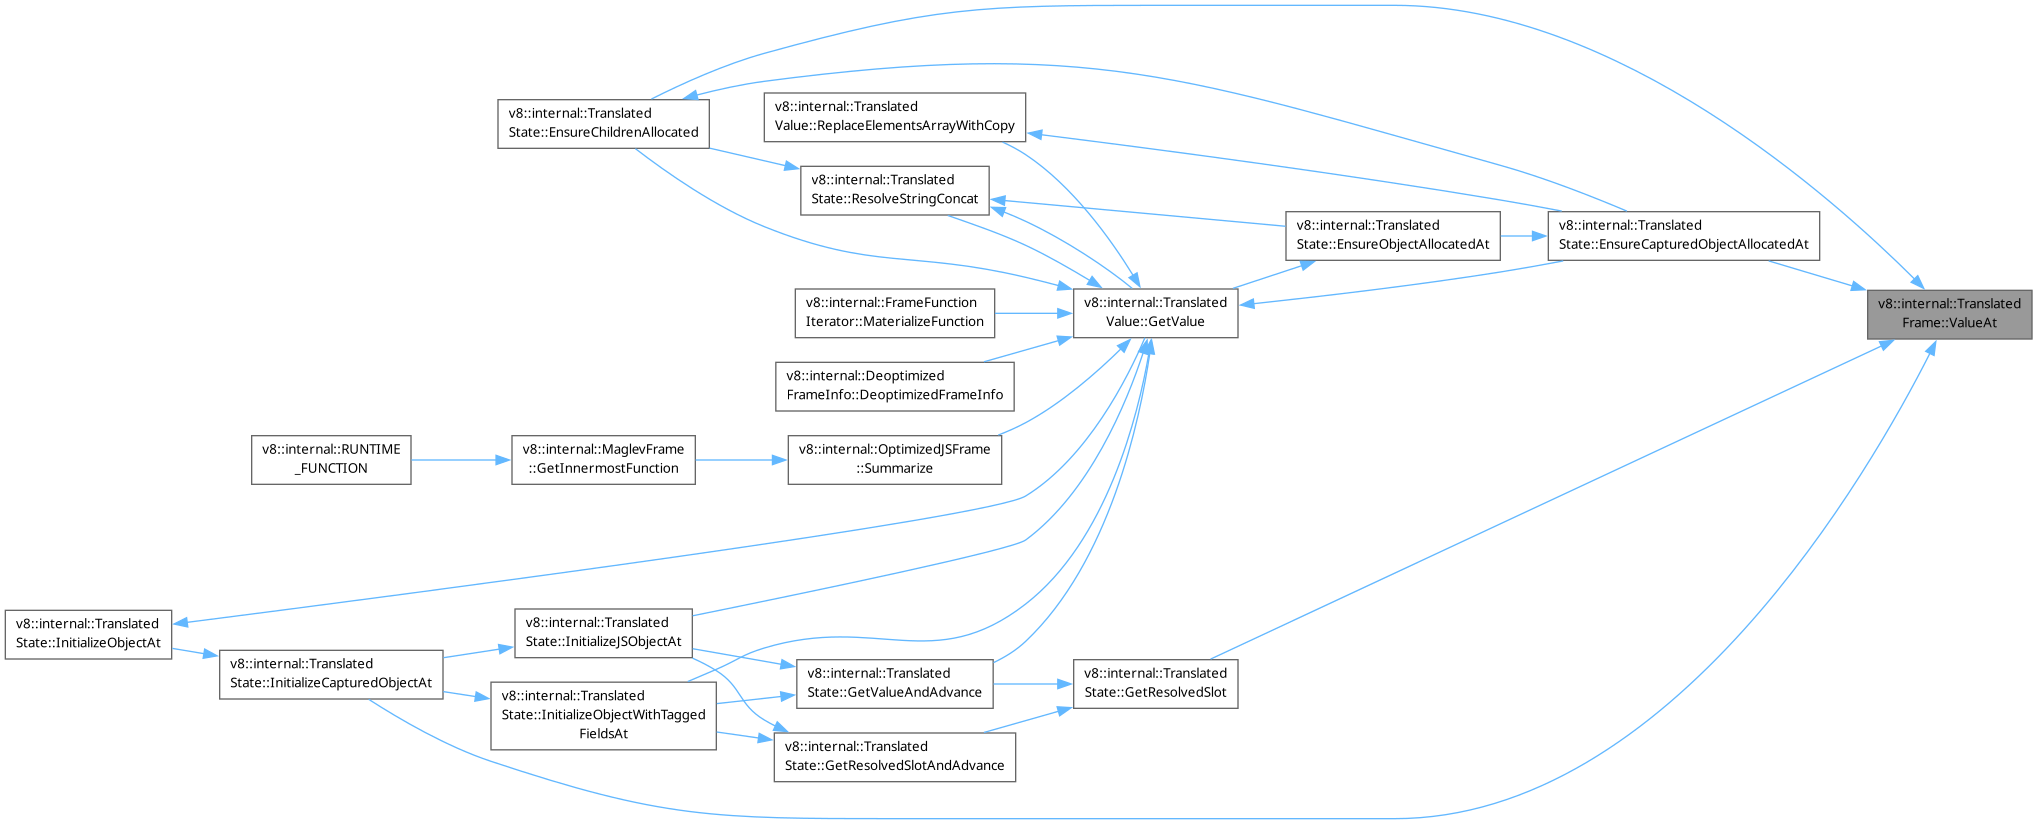 v8::internal::Translated
State::EnsureChildrenAllocated
v8::internal::Translated
Value::ReplaceElementsArrayWithCopy
v8::internal::Translated
State::ResolveStringConcat
v8::internal::Translated
State::EnsureObjectAllocatedAt
v8::internal::Translated
State::EnsureCapturedObjectAllocatedAt
v8::internal::FrameFunction
Iterator::MaterializeFunction
v8::internal::Translated
Value::GetValue
v8::internal::Translated
Frame::ValueAt
v8::internal::Deoptimized
FrameInfo::DeoptimizedFrameInfo
v8::internal::RUNTIME
_FUNCTION
v8::internal::MaglevFrame
::GetInnermostFunction
v8::internal::OptimizedJSFrame
::Summarize
v8::internal::Translated
State::InitializeObjectAt
v8::internal::Translated
State::InitializeJSObjectAt
v8::internal::Translated
State::InitializeCapturedObjectAt
v8::internal::Translated
State::InitializeObjectWithTagged
FieldsAt
v8::internal::Translated
State::GetValueAndAdvance
v8::internal::Translated
State::GetResolvedSlot
v8::internal::Translated
State::GetResolvedSlotAndAdvance